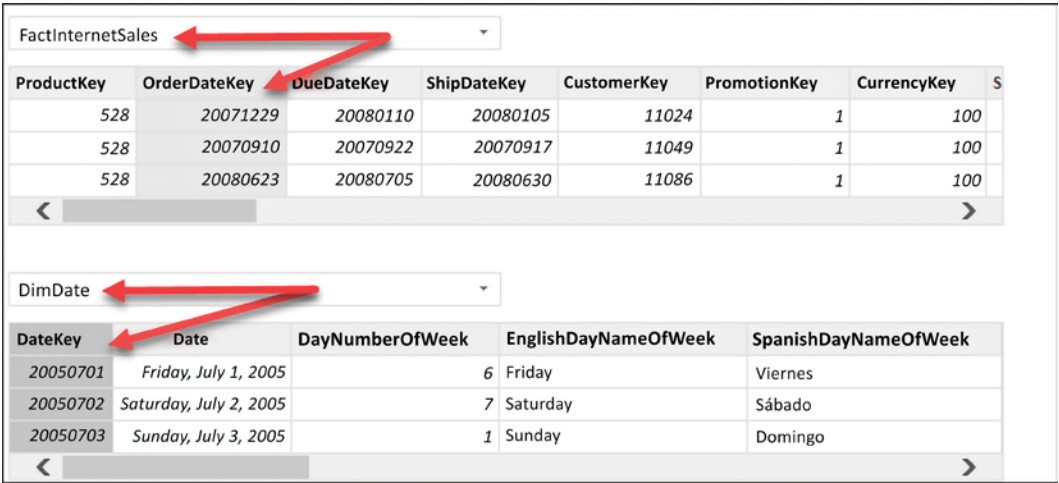 FactInternetSales
ProductKey OrderDateKey DueDateKey ShipDateKey CustomerKey PromotionKey CurrencyKey S
528 20071229 20080110 20080105 11024 1 100
528 20070910 20070922 20070917 11049 1 100
528 20080623 20080705 20080630 11086 1 100
DimDate
DateKey Date DayNumberOfWeek EnglishDayNameOfWeek SpanishDayNameOfWeek
20050701 Friday, July 1, 2005 6 Friday Viernes
20050702 Saturday, July 2, 2005 7 Saturday Sábado
20050703 Sunday, July 3, 2005 1 Sunday Domingo